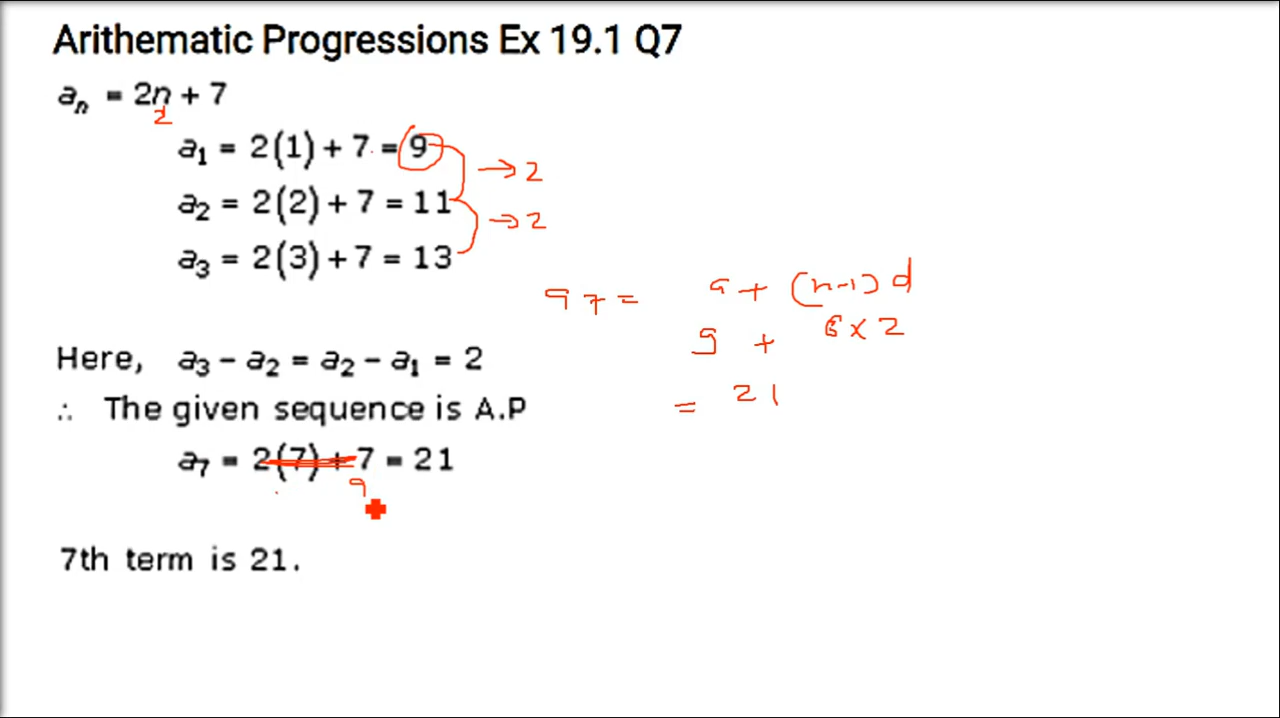 Arithematic Progressions Ex 19.1 Q7
aₙ = 2n + 7
2
a₁ = 2(1) + 7 = 9
→ 2
a₂ = 2(2) + 7 = 11
→ 2
a₃ = 2(3) + 7 = 13
a7 = a + (n-1) d
9 + 6 x 2
Here, a₃ − a₂ = a₂ − a₁ = 2
= 21
∴ The given sequence is A.P
a₇ = 2(7) + 7 = 21
9
7th term is 21.